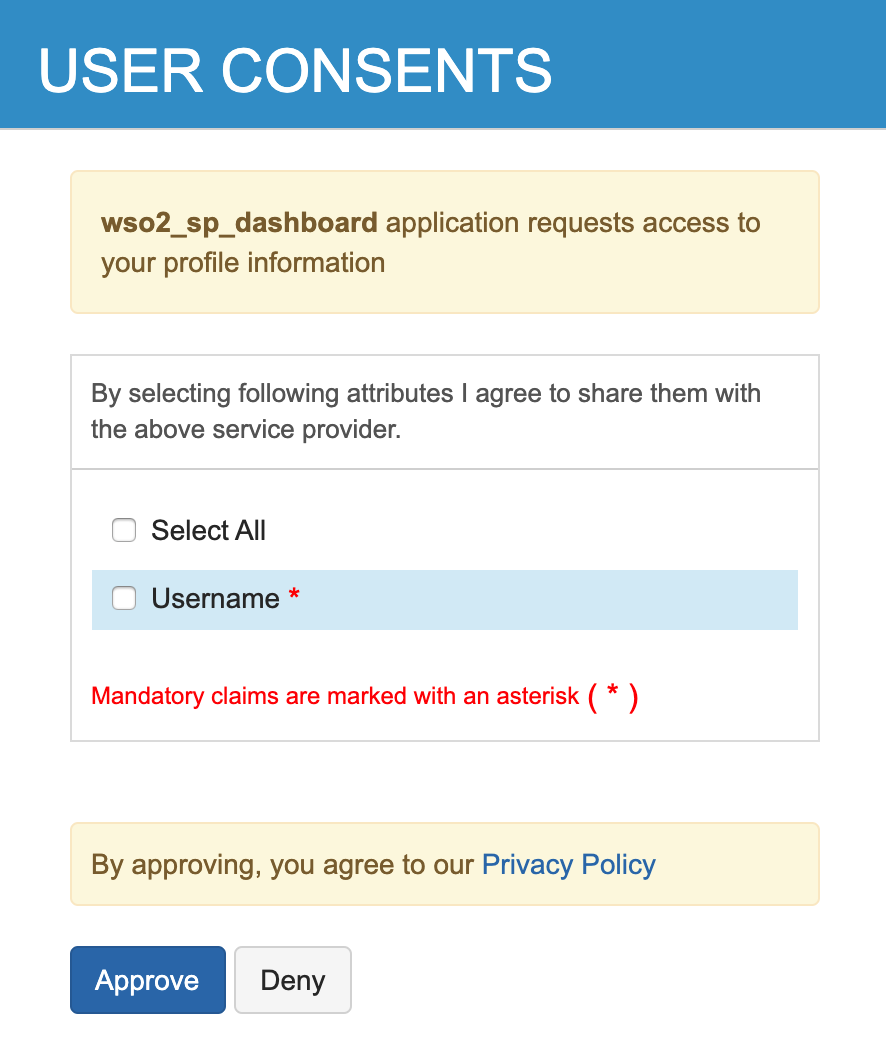 USER CONSENTS
wso2_sp_dashboard application requests access to
your profile information
By selecting following attributes I agree to share them with
the above service provider.
Select All
Username *
Mandatory claims are marked with an asterisk ( * )
By approving, you agree to our Privacy Policy
Approve Deny